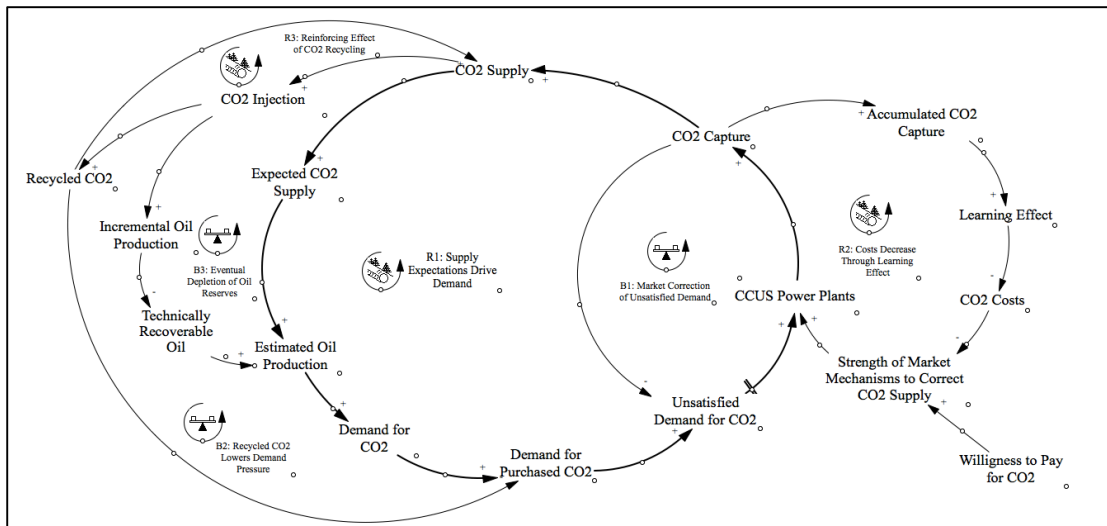 R3: Reinforcing Effect
of CO2 Recycling
CO2 Supply
+
+
CO2 Injection
+
Accumulated CO2
Capture
+
CO2 Capture
+
Recycled CO2
+
Expected CO2
Supply
+
Incremental Oil
Production
+
Learning Effect
+
R2: Costs Decrease
Through Learning
Effect
B3: Eventual
Depletion of Oil
Reserves
R1: Supply
Expectations Drive
Demand
B1: Market Correction
of Unsatisfied Demand
CCUS Power Plants
+
+
CO2 Costs
-
Technically
Recoverable
Oil
-
Estimated Oil
Production
+
+
Strength of Market
Mechanisms to Correct
CO2 Supply
-
+
Unsatisfied
Demand for CO2
-
+
Demand for
CO2
+
B2: Recycled CO2
Lowers Demand
Pressure
Demand for
Purchased CO2
+
-
Willigness to Pay
for CO2